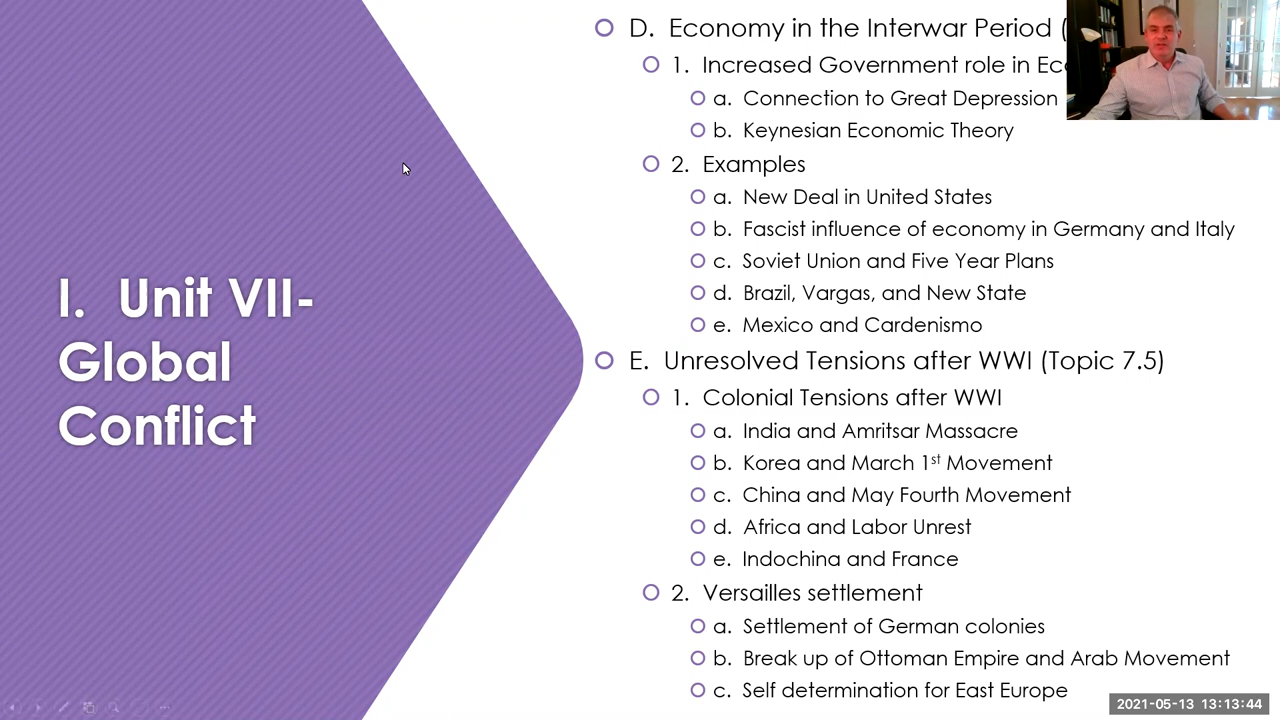 I. Unit VII-
Global
Conflict
D. Economy in the Interwar Period (
1. Increased Government role in
a. Connection to Great Depression
b. Keynesian Economic Theory
2. Examples
a. New Deal in United States
b. Fascist influence of economy in Germany and Italy
c. Soviet Union and Five Year Plans
d. Brazil, Vargas, and New State
e. Mexico and Cardenismo
E. Unresolved Tensions after WWI (Topic 7.5)
1. Colonial Tensions after WWI
a. India and Amritsar Massacre
b. Korea and March 1st Movement
c. China and May Fourth Movement
d. Africa and Labor Unrest
e. Indochina and France
2. Versailles settlement
a. Settlement of German colonies
b. Break up of Ottoman Empire and Arab Movement
c. Self determination for East Europe
2021-05-13 13:13:44